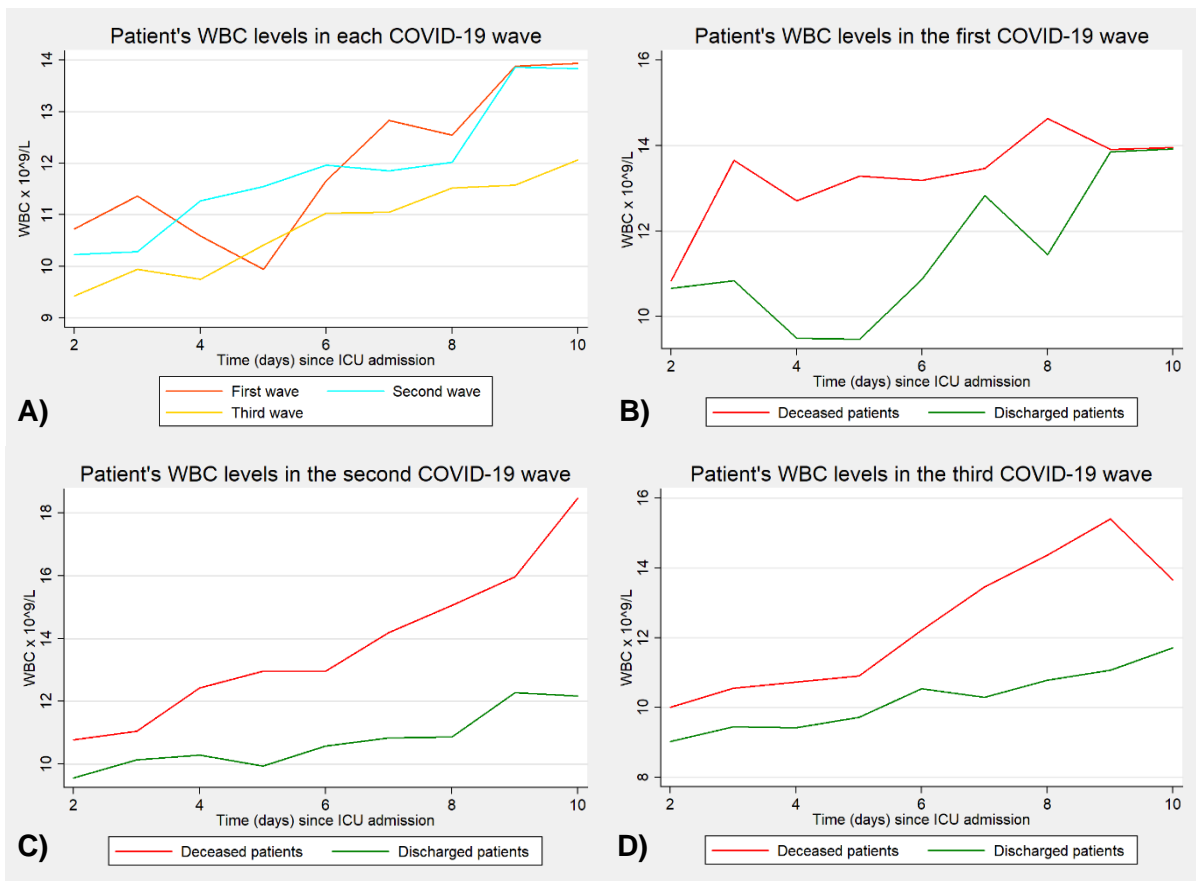 Patient's WBC levels in each COVID-19 wave
14
13
12
11
10
9
WBC x 10^9/L
2 4 6 8 10
Time (days) since ICU admission
First wave Second wave
Third wave
A)
Patient's WBC levels in the first COVID-19 wave
16
14
12
10
WBC x 10^9/L
2 4 6 8 10
Time (days) since ICU admission
Deceased patients Discharged patients
B)
Patient's WBC levels in the second COVID-19 wave
18
16
14
12
10
WBC x 10^9/L
2 4 6 8 10
Time (days) since ICU admission
Deceased patients Discharged patients
C)
Patient's WBC levels in the third COVID-19 wave
16
14
12
10
8
WBC x 10^9/L
2 4 6 8 10
Time (days) since ICU admission
Deceased patients Discharged patients
D)